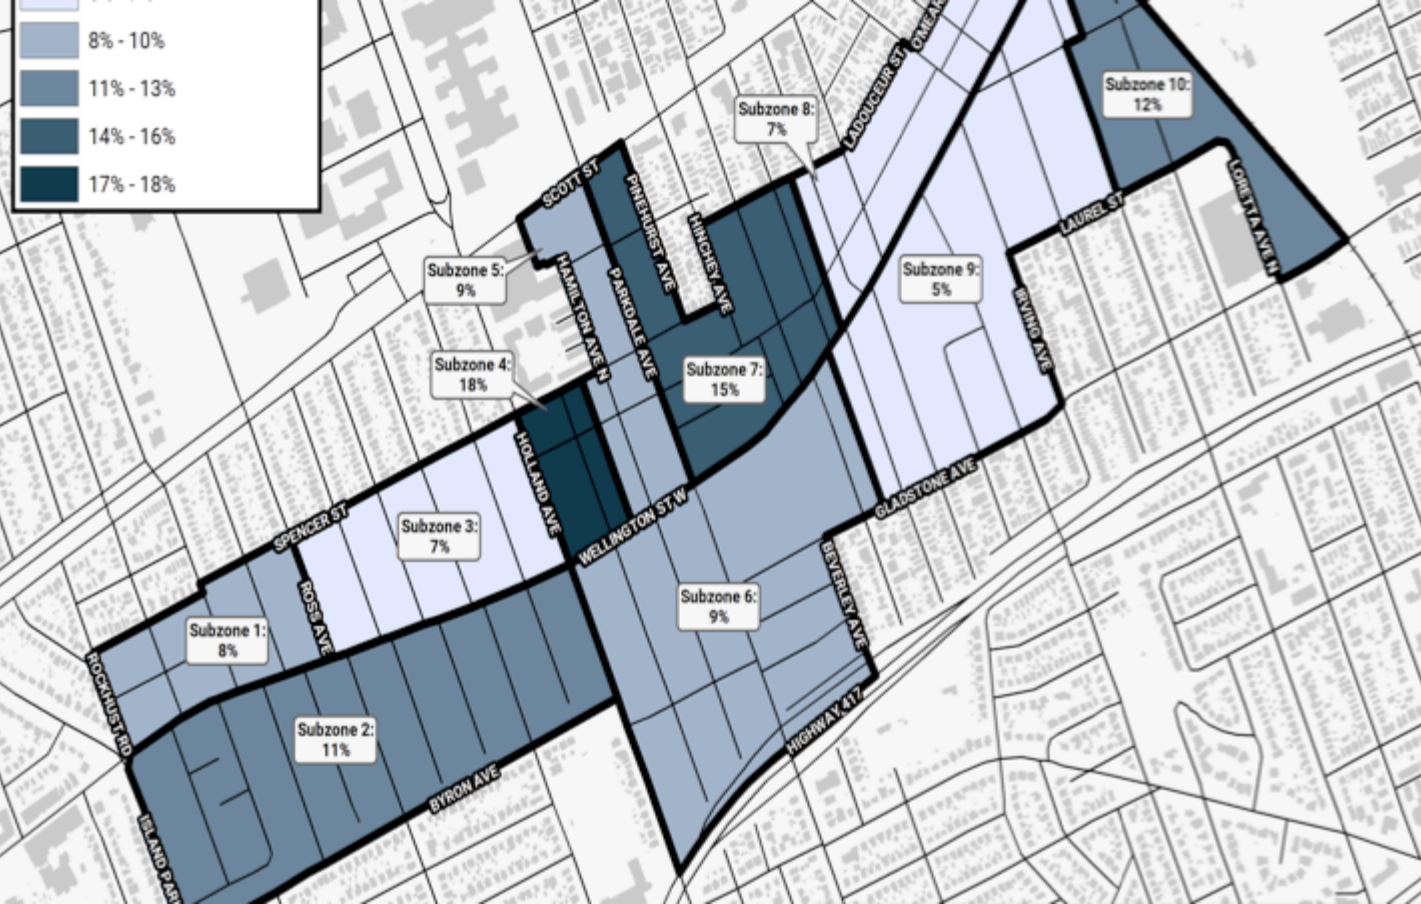 8% - 10%
11% - 13%
14% - 16%
17% - 18%
Subzone 10:
12%
Subzone 8:
7%
LADOUCEUR ST
SCOTT ST
PINEHURST AVE
HINCHEY AVE
LAUREL ST
LORETTA AVE N
Subzone 5:
9%
HAMILTON AVE N
PARKDALE AVE
Subzone 9:
5%
IRVING AVE
Subzone 4:
18%
Subzone 7:
15%
HOLLAND AVE
WELLINGTON ST W
GLADSTONE AVE
SPENCER ST
Subzone 3:
7%
ROSS AVE
BEVERLEY AVE
Subzone 6:
9%
Subzone 1:
8%
ROCKHUST RD
HIGHWAY 417
Subzone 2:
11%
BYRON AVE
ISLAND PAR